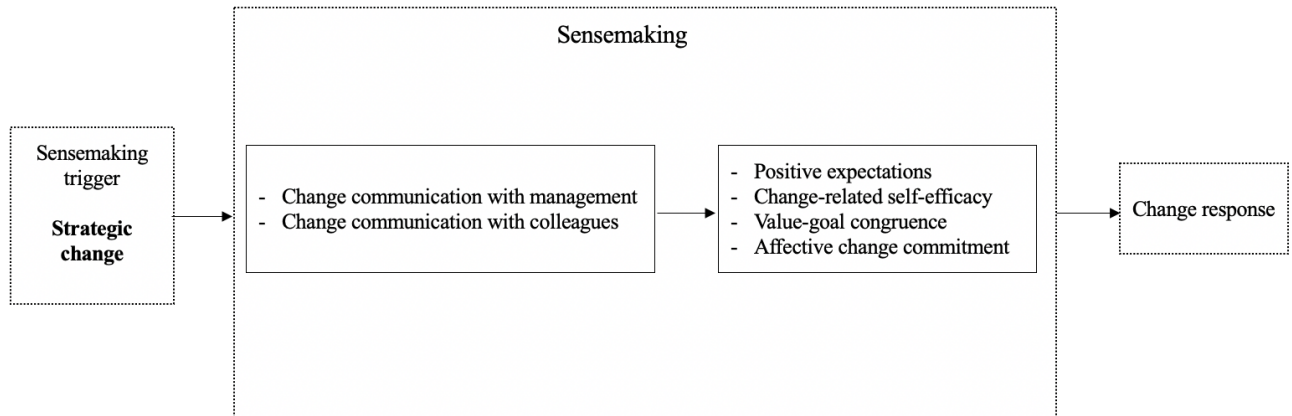 Sensemaking
Sensemaking
trigger
Strategic
change
- Change communication with management
- Change communication with colleagues
- Positive expectations
- Change-related self-efficacy
- Value-goal congruence
- Affective change commitment
Change response